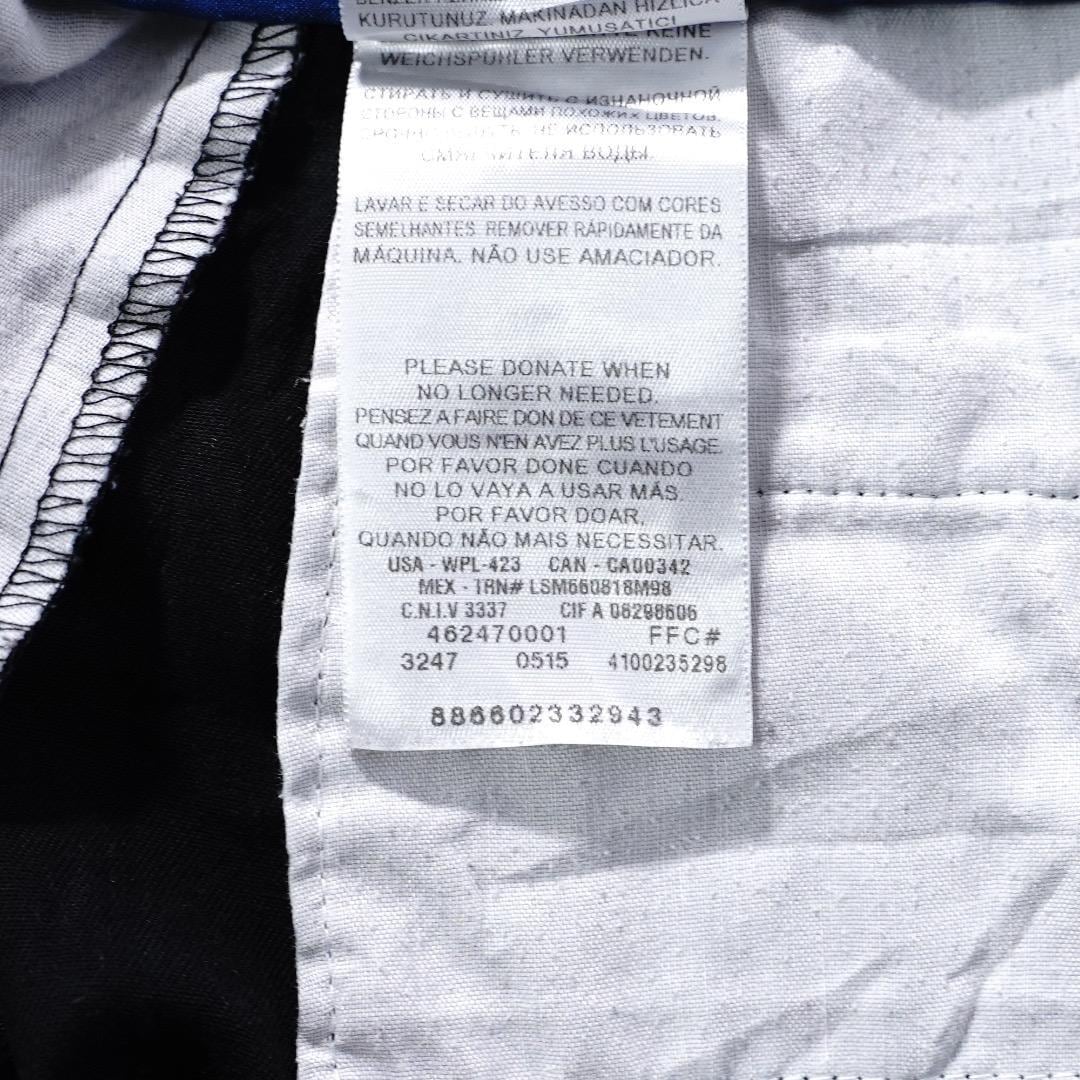 KURUTUNUZ. MAKINADAN HIZLICA
ÇIKARTINIZ. YUMUSATICI
KEINE
WEICHSPÜHLER VERWENDEN.
СТИРАТЬ И СУШИТЬ С ИЗНАНОЧНОЙ
СТОРОНЫ С ВЕЩАМИ ПОХОЖИХ ЦВЕТОВ.
НЕ ИСПОЛЬЗОВАТЬ
ВОДЫ.
LAVAR E SECAR DO AVESSO COM CORES
SEMELHANTES. REMOVER RÁPIDAMENTE DA
MÁQUINA. NÃO USE AMACIADOR.
PLEASE DONATE WHEN
NO LONGER NEEDED.
PENSEZ A FAIRE DON DE CE VETEMENT
QUAND VOUS N'EN AVEZ PLUS L'USAGE.
POR FAVOR DONE CUANDO
NO LO VAYA A USAR MÁS.
POR FAVOR DOAR,
QUANDO NÃO MAIS NECESSITAR.
USA - WPL-423 CAN - CA00342
MEX - TRN# LSM660818M98
C.N.I.V 3337 CIF A 08298606
462470001 FFC#
3247 0515 4100235298
886602332943